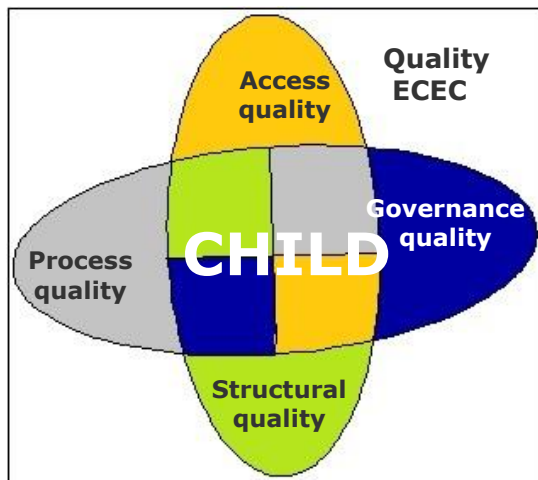 Access
quality
Quality
ECEC
Governance
quality
CHILD
Process
quality
Structural
quality